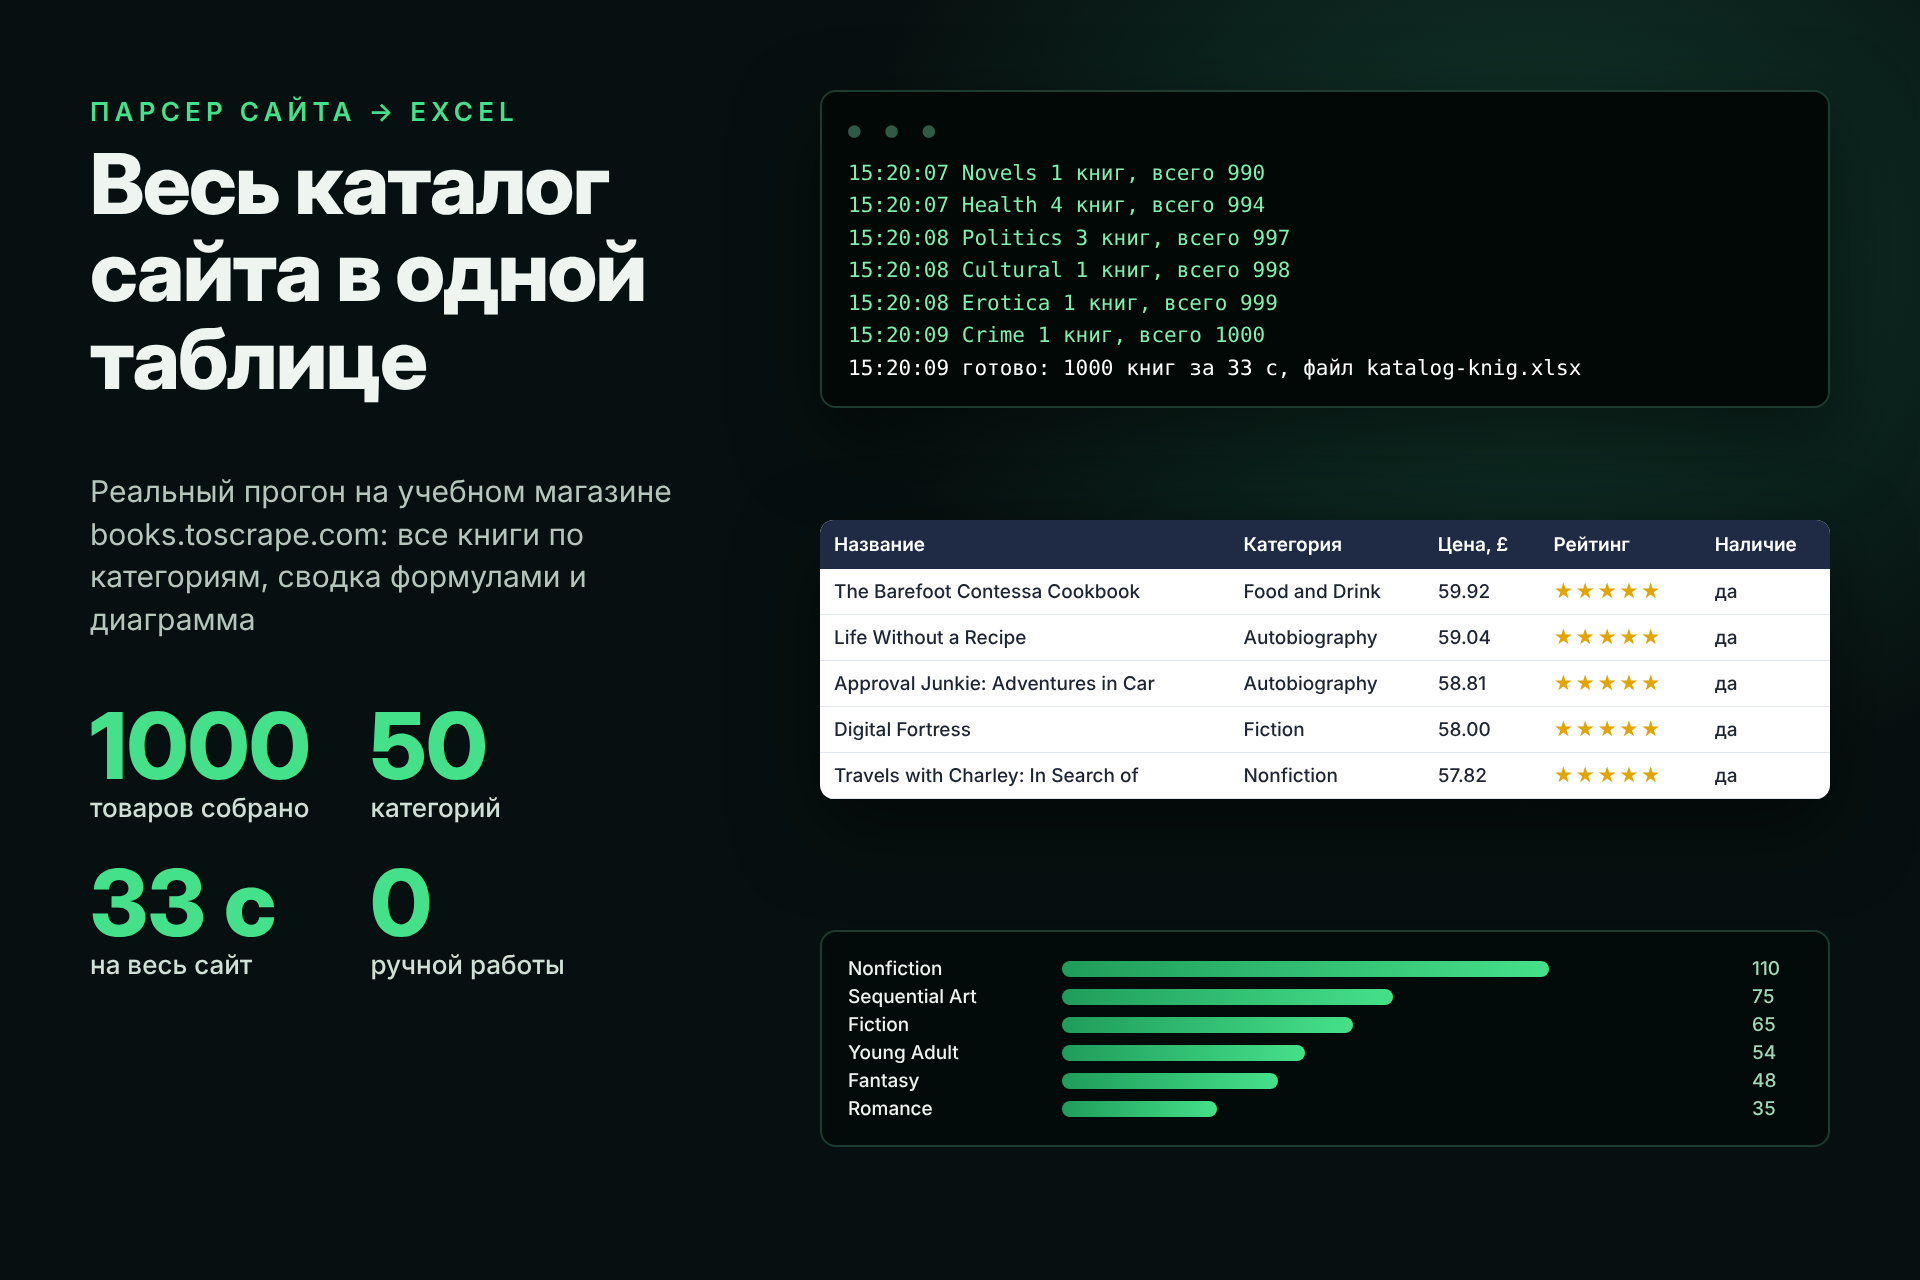 ПАРСЕР САЙТА → EXCEL
Весь каталог
сайта в одной
таблице
Реальный прогон на учебном магазине
books.toscrape.com: все книги по
категориям, сводка формулами и
диаграмма
1000
товаров собрано
50
категорий
33 с
на весь сайт
0
ручной работы
15:20:07 Novels 1 книг, всего 990
15:20:07 Health 4 книг, всего 994
15:20:08 Politics 3 книг, всего 997
15:20:08 Cultural 1 книг, всего 998
15:20:08 Erotica 1 книг, всего 999
15:20:09 Crime 1 книг, всего 1000
15:20:09 готово: 1000 книг за 33 с, файл katalog-knig.xlsx
Название Категория Цена, £ Рейтинг Наличие
The Barefoot Contessa Cookbook Food and Drink 59.92 ★★★★★ да
Life Without a Recipe Autobiography 59.04 ★★★★★ да
Approval Junkie: Adventures in Car Autobiography 58.81 ★★★★★ да
Digital Fortress Fiction 58.00 ★★★★★ да
Travels with Charley: In Search of Nonfiction 57.82 ★★★★★ да
Nonfiction 110
Sequential Art 75
Fiction 65
Young Adult 54
Fantasy 48
Romance 35